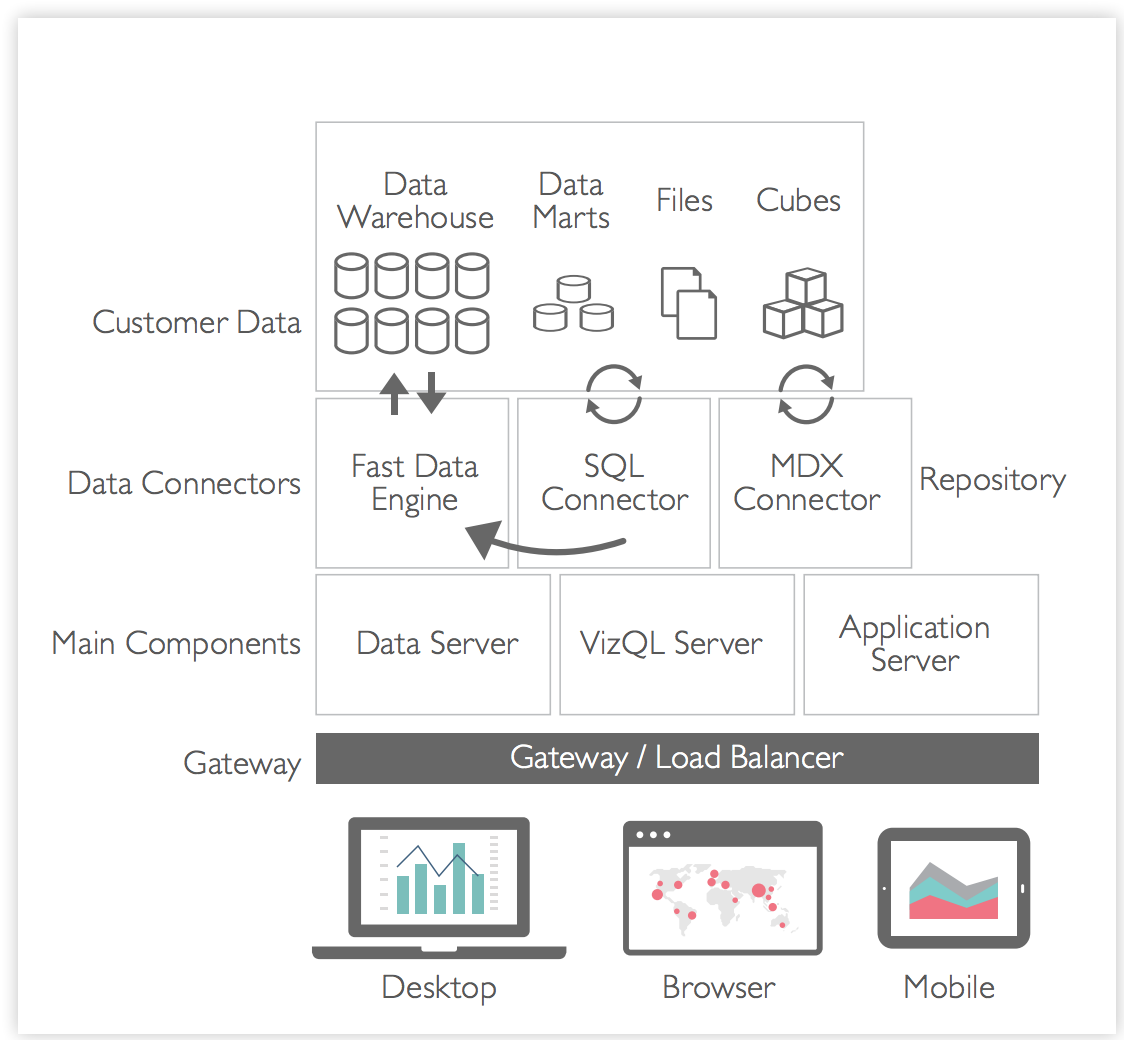 Data
Warehouse
Data
Marts
Files
Cubes
Customer Data
Data Connectors
Fast Data
Engine
SQL
Connector
MDX
Connector
Repository
Main Components
Data Server
VizQL Server
Application
Server
Gateway
Gateway / Load Balancer
Desktop
Browser
Mobile